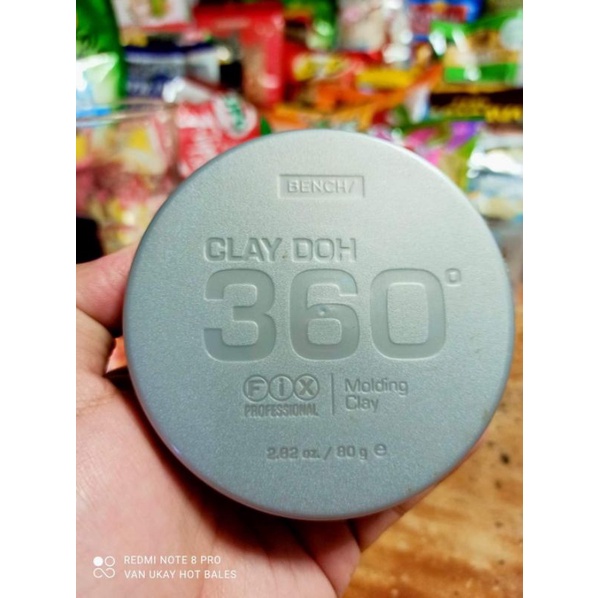 BENCH/
CLAY DOH
360°
FIX
PROFESSIONAL
Molding
Clay
2.82 oz. / 80 g e
REDMI NOTE 8 PRO
VAN UKAY HOT BALES